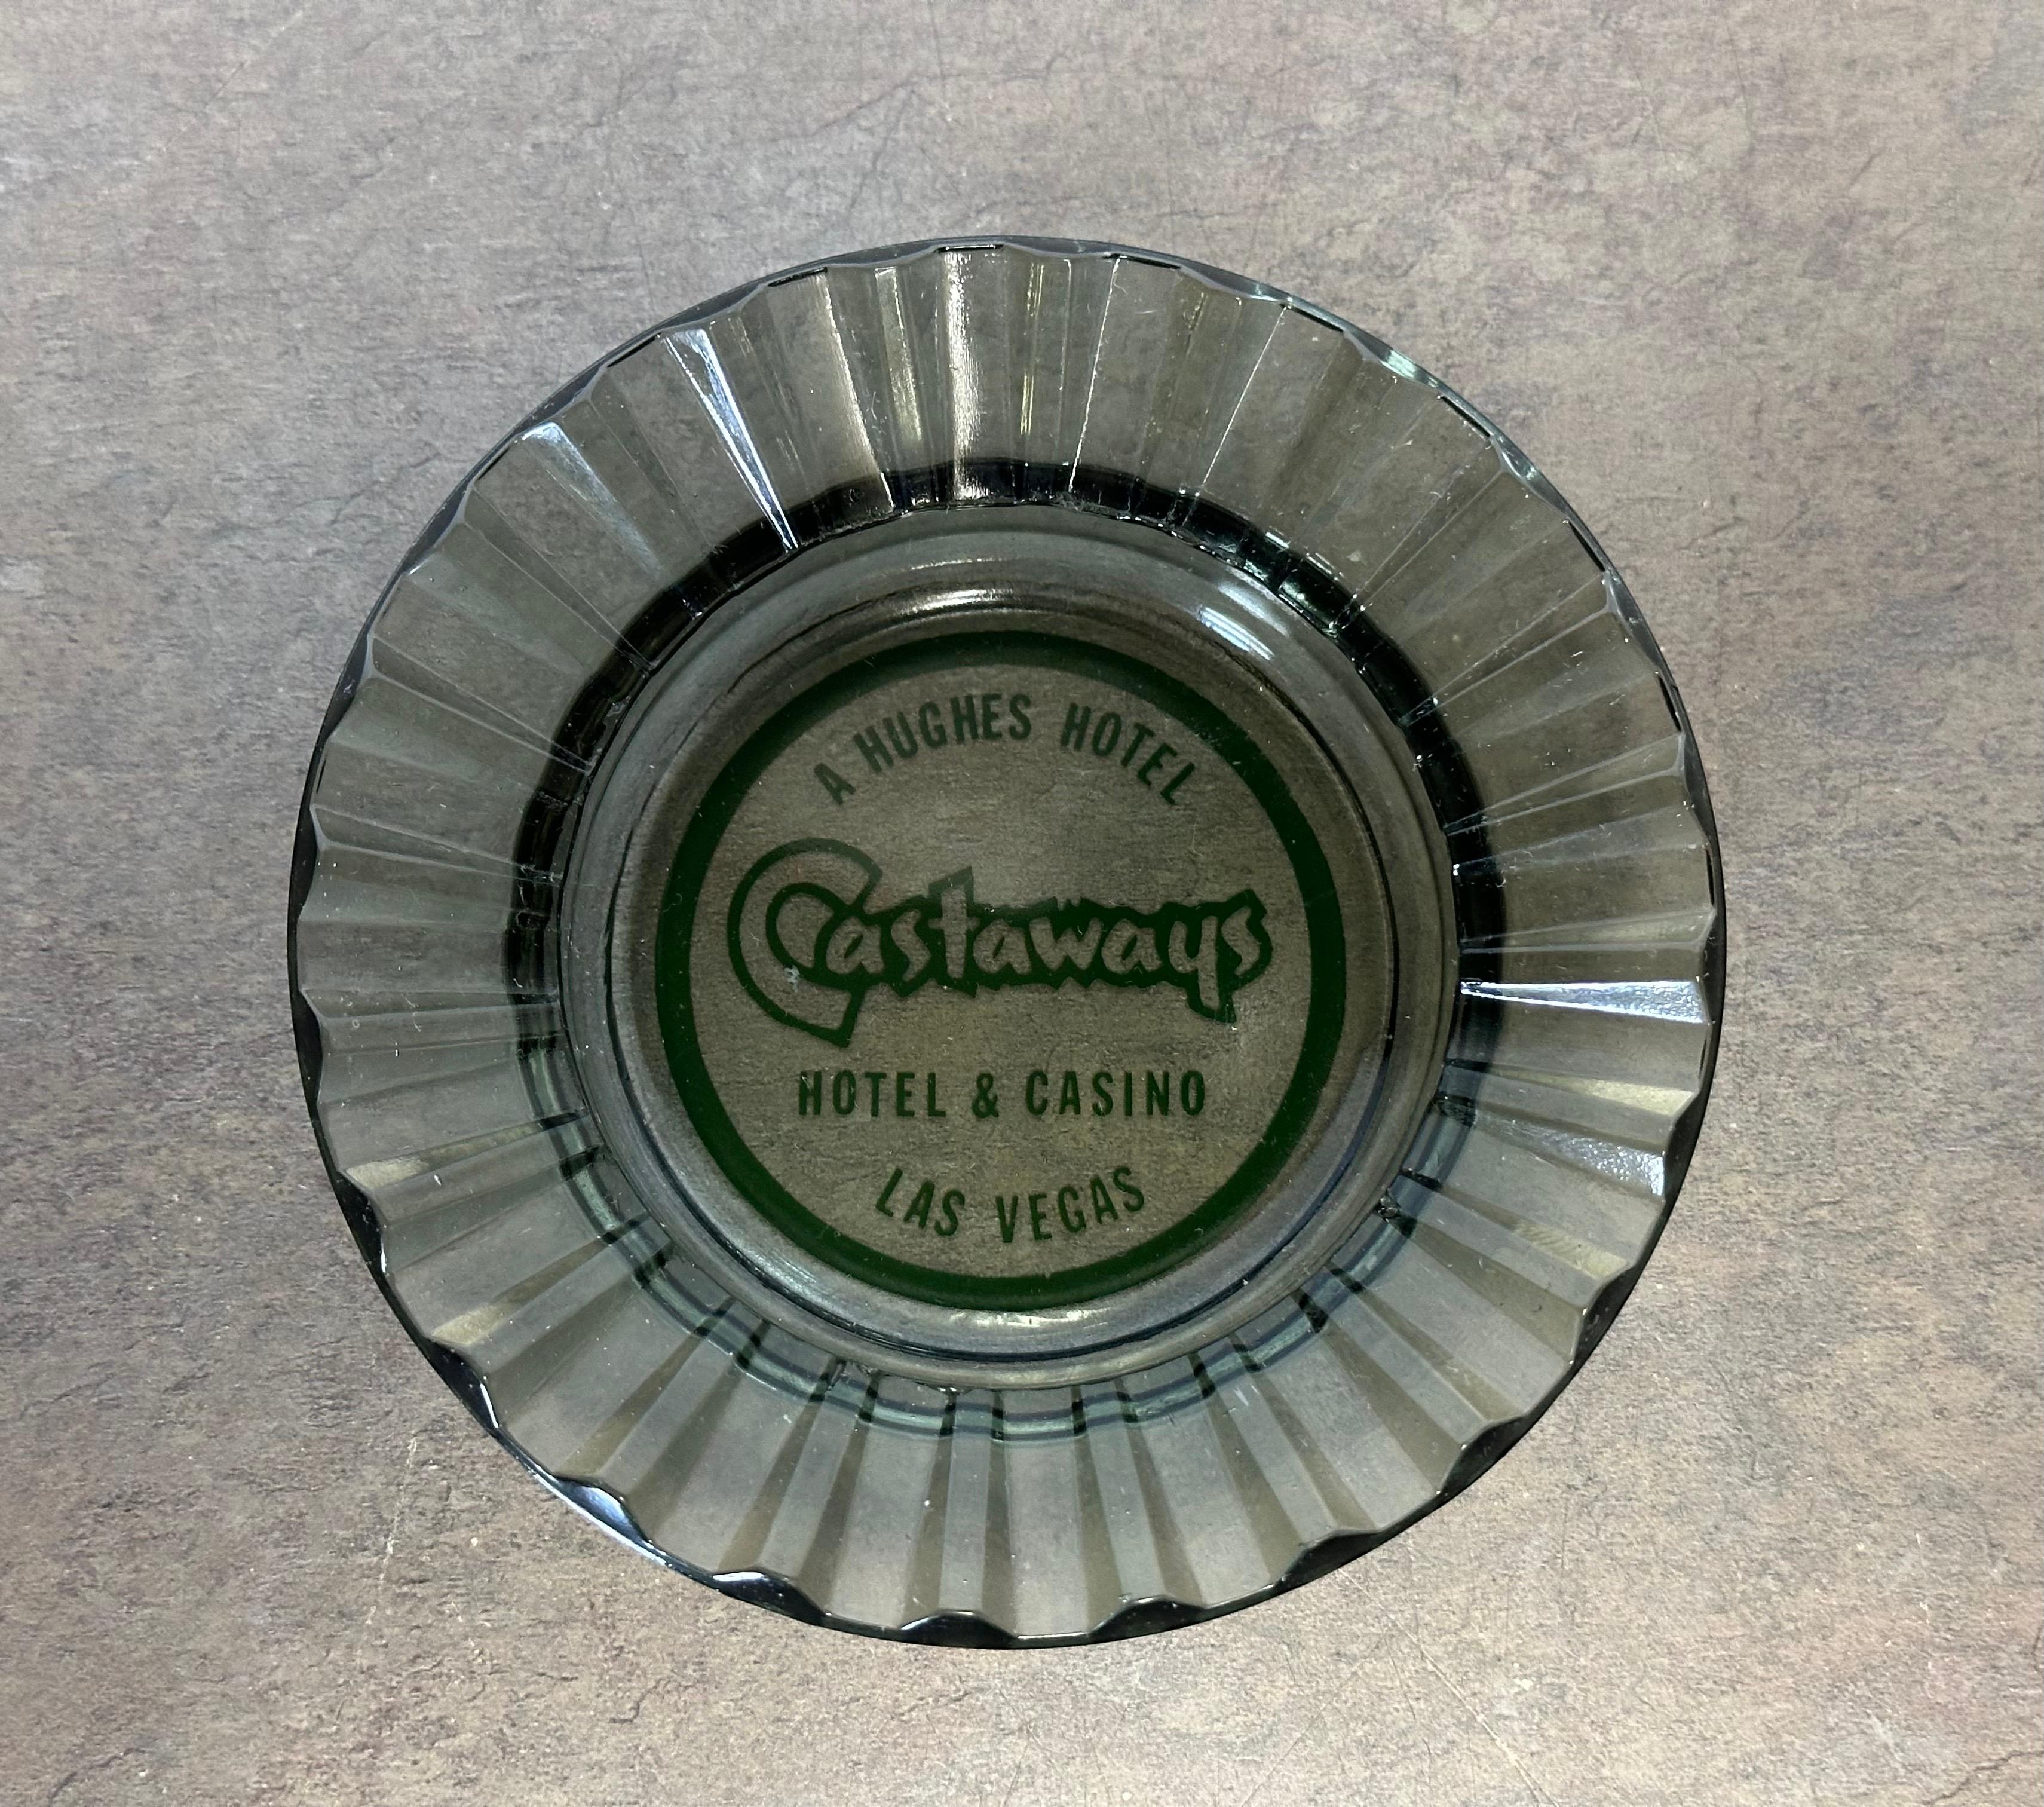 A HUGHES HOTEL
Castaways
HOTEL & CASINO
LAS VEGAS